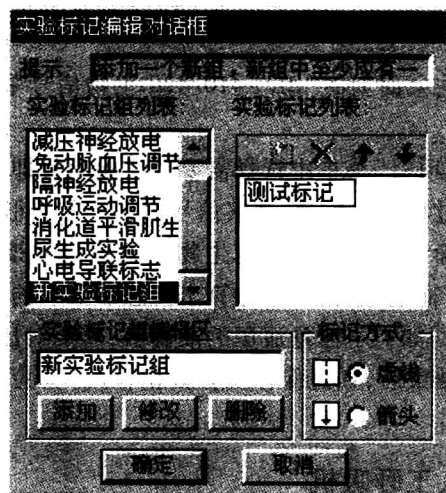 实验标记编辑对话框
提示: 添加一个新组，新组中至少应有一
实验标记组列表: 实验标记列表:
减压神经放电
兔动脉血压调节
隔神经放电
呼吸运动调节
消化道平滑肌生
尿生成实验
心电导联标志
新实验标记组
测试标记
实验标记组编辑区
新实验标记组
添加 修改 删除
标记方式
虚线
箭头
确定 取消